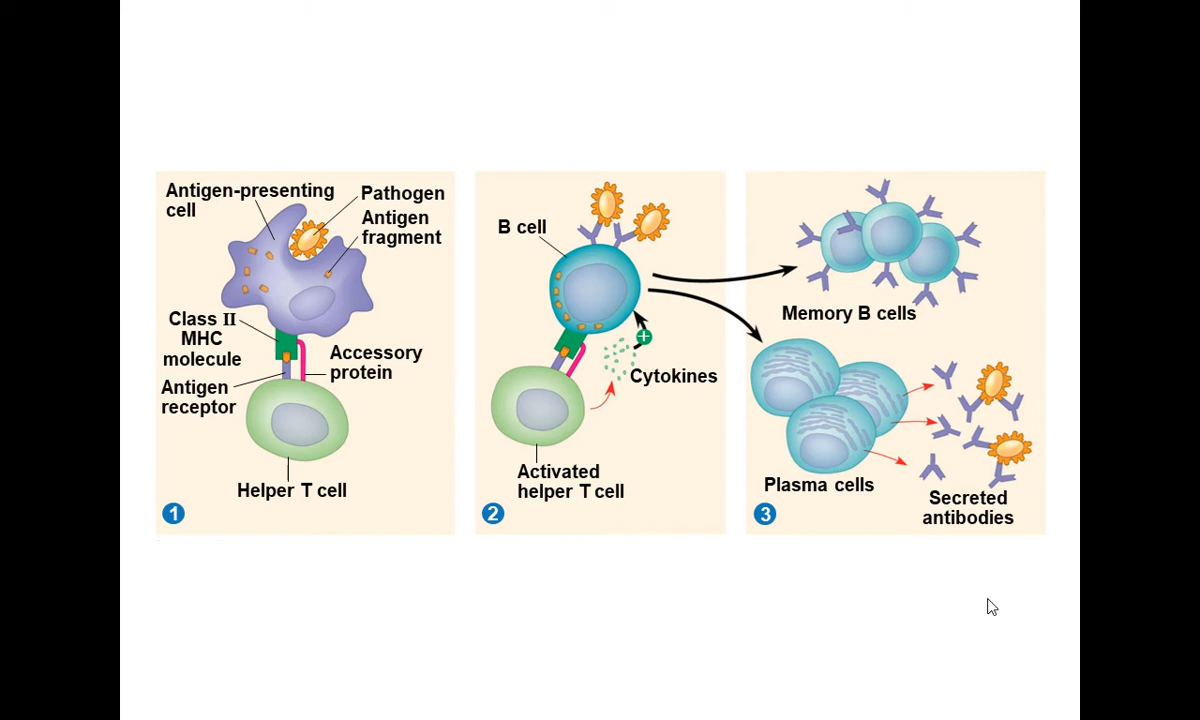 Antigen-presenting
cell
Pathogen
Antigen
fragment
Class II
MHC
molecule
Accessory
protein
Antigen
receptor
Helper T cell
1
B cell
+
Cytokines
Activated
helper T cell
2
Memory B cells
Plasma cells
Secreted
antibodies
3